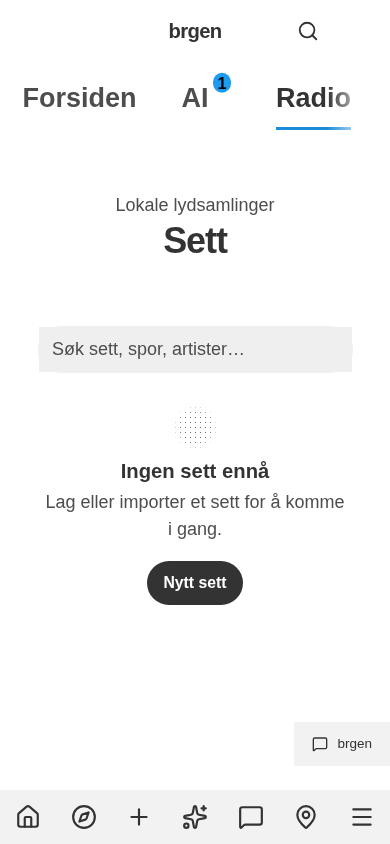 brgen
Forsiden AI 1 Radio
Lokale lydsamlinger
Sett
Søk sett, spor, artister…
Ingen sett ennå
Lag eller importer et sett for å komme
i gang.
Nytt sett
brgen